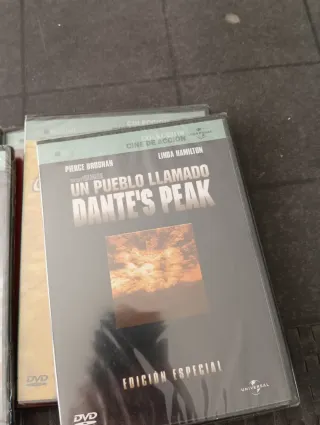 CINE DE ACCIÓN
PIERCE BROSNAN LINDA HAMILTON
UN PUEBLO LLAMADO
DANTE'S PEAK
EDICIÓN ESPECIAL
UNIVERSAL
DVD
DVD